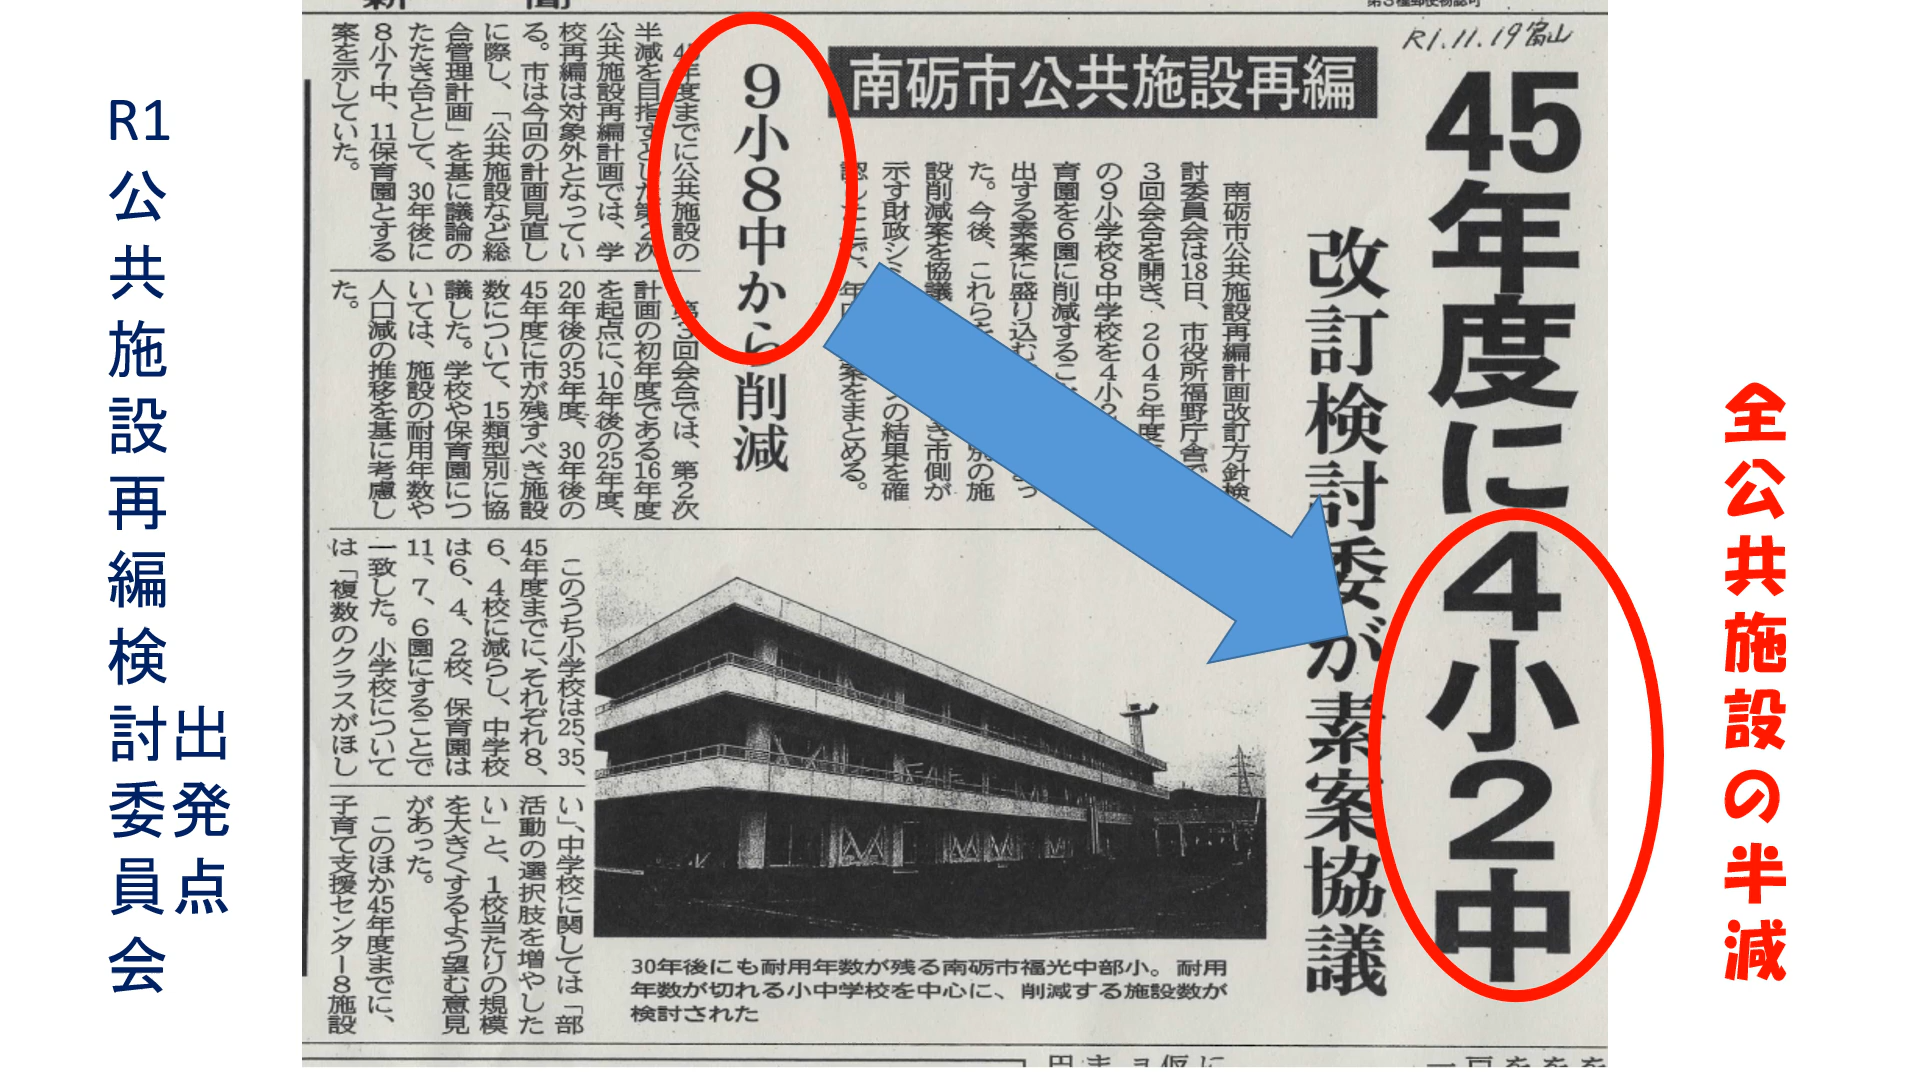 R1公共施設再編検討委員会
出発点
R1.11.19富山
45年度に4小2中
改訂検討委が素案協議
南砺市公共施設再編
南砺市公共施設再編計画改訂方針検
討委員会は18日、市役所福野庁舎で
3回会合を開き、2045年度
の9小学校8中学校を4小2
育園を6園に削減するこ
出する素案に盛り込む
た。今後、これらを
設削減案を協議
き市側が
示す財政シ
の結果を確
認した上で、年
案をまとめる。
9小8中から削減
45年度までに公共施設の
半減を目指すとした第2次
公共施設再編計画では、学
校再編は対象外となってい
る。市は今回の計画見直し
に際し、「公共施設など総
合管理計画」を基に議論の
たたき台として、30年後に
8小7中、11保育園とする
案を示していた。
第3回会合では、第2次
計画の初年度である16年度
を起点に、10年後の25年度、
20年後の35年度、30年後の
45年度に市が残すべき施設
数について、15類型別に協
議した。学校や保育園につ
いては、施設の耐用年数や
人口減の推移を基に考慮し
た。
このうち小学校は25、35、
45年度までに、それぞれ8、
6、4校に減らし、中学校
は6、4、2校、保育園は
11、7、6園にすることで
一致した。小学校について
は「複数のクラスがほし
い」、中学校に関しては「部
活動の選択肢を増やした
い」と、1校当たりの規模
を大きくするよう望む意見
があった。
このほか45年度までに、
子育て支援センター8施設
30年後にも耐用年数が残る南砺市福光中部小。耐用
年数が切れる小中学校を中心に、削減する施設数が
検討された
全公共施設の半減